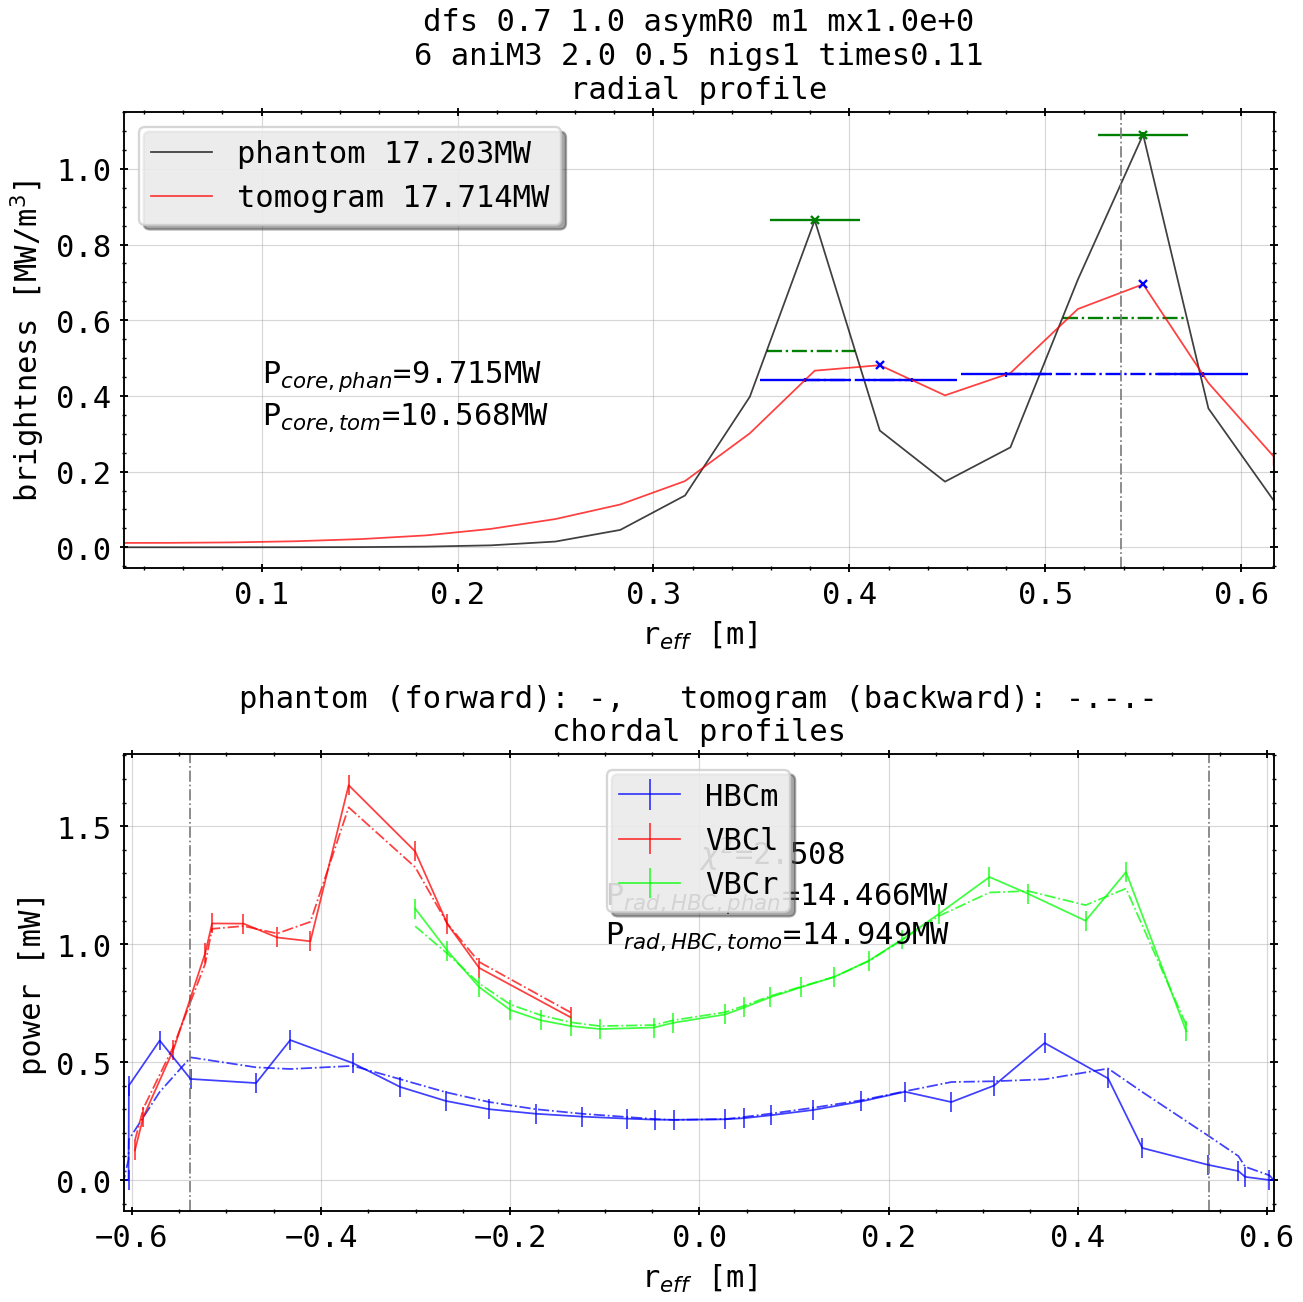 dfs 0.7 1.0 asymR0 m1 mx1.0e+0
6 aniM3 2.0 0.5 nigs1 times0.11
radial profile
phantom 17.203MW
tomogram 17.714MW
brightness [MW/m³]
1.0
0.8
0.6
0.4
0.2
0.0
P_core,phan=9.715MW
P_core,tom=10.568MW
0.1 0.2 0.3 0.4 0.5 0.6
r_eff [m]
phantom (forward): -, tomogram (backward): -.-.-
chordal profiles
HBCm
VBCl
VBCr
χ²=2.508
P_rad,HBC,phan=14.466MW
P_rad,HBC,tomo=14.949MW
power [mW]
1.5
1.0
0.5
0.0
−0.6 −0.4 −0.2 0.0 0.2 0.4 0.6
r_eff [m]